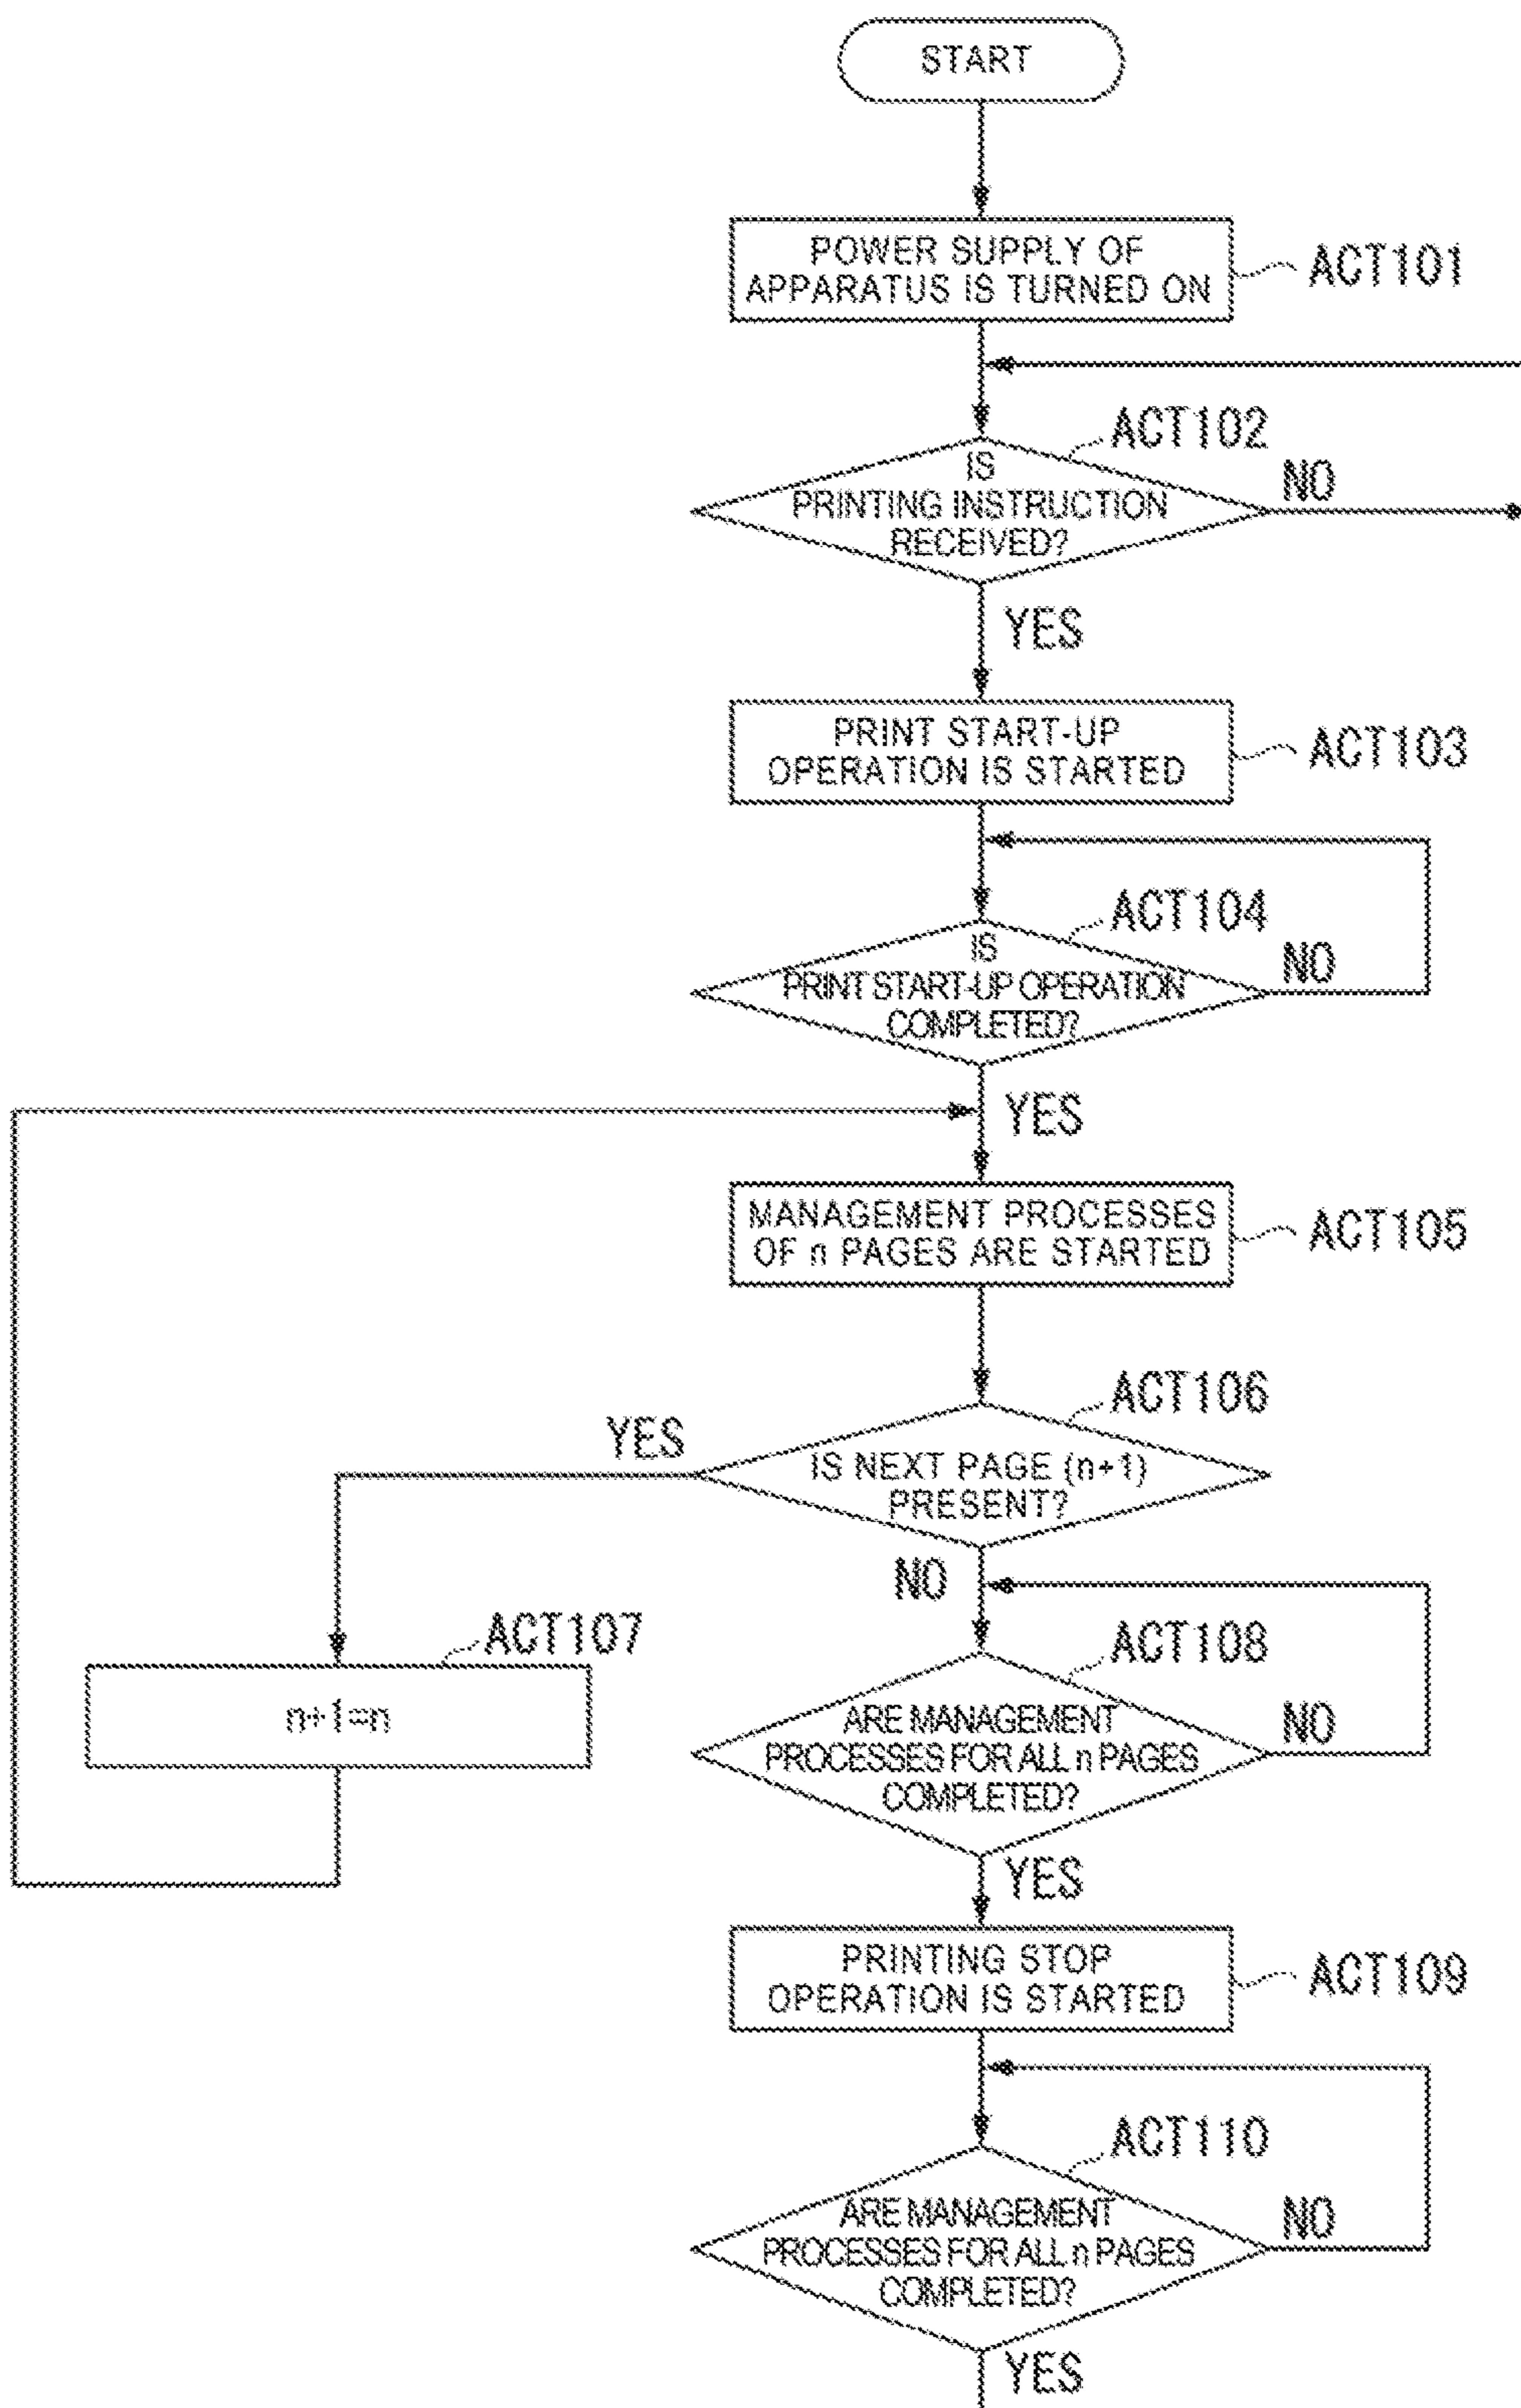 START
POWER SUPPLY OF
APPARATUS IS TURNED ON
ACT101
ACT102
IS
PRINTING INSTRUCTION
RECEIVED?
NO
YES
PRINT START-UP
OPERATION IS STARTED
ACT103
ACT104
IS
PRINT START-UP OPERATION
COMPLETED?
NO
YES
MANAGEMENT PROCESSES
OF n PAGES ARE STARTED
ACT105
ACT106
YES
IS NEXT PAGE (n+1)
PRESENT?
NO
ACT107
n+1=n
ACT108
ARE MANAGEMENT
PROCESSES FOR ALL n PAGES
COMPLETED?
NO
YES
PRINTING STOP
OPERATION IS STARTED
ACT109
ACT110
ARE MANAGEMENT
PROCESSES FOR ALL n PAGES
COMPLETED?
NO
YES